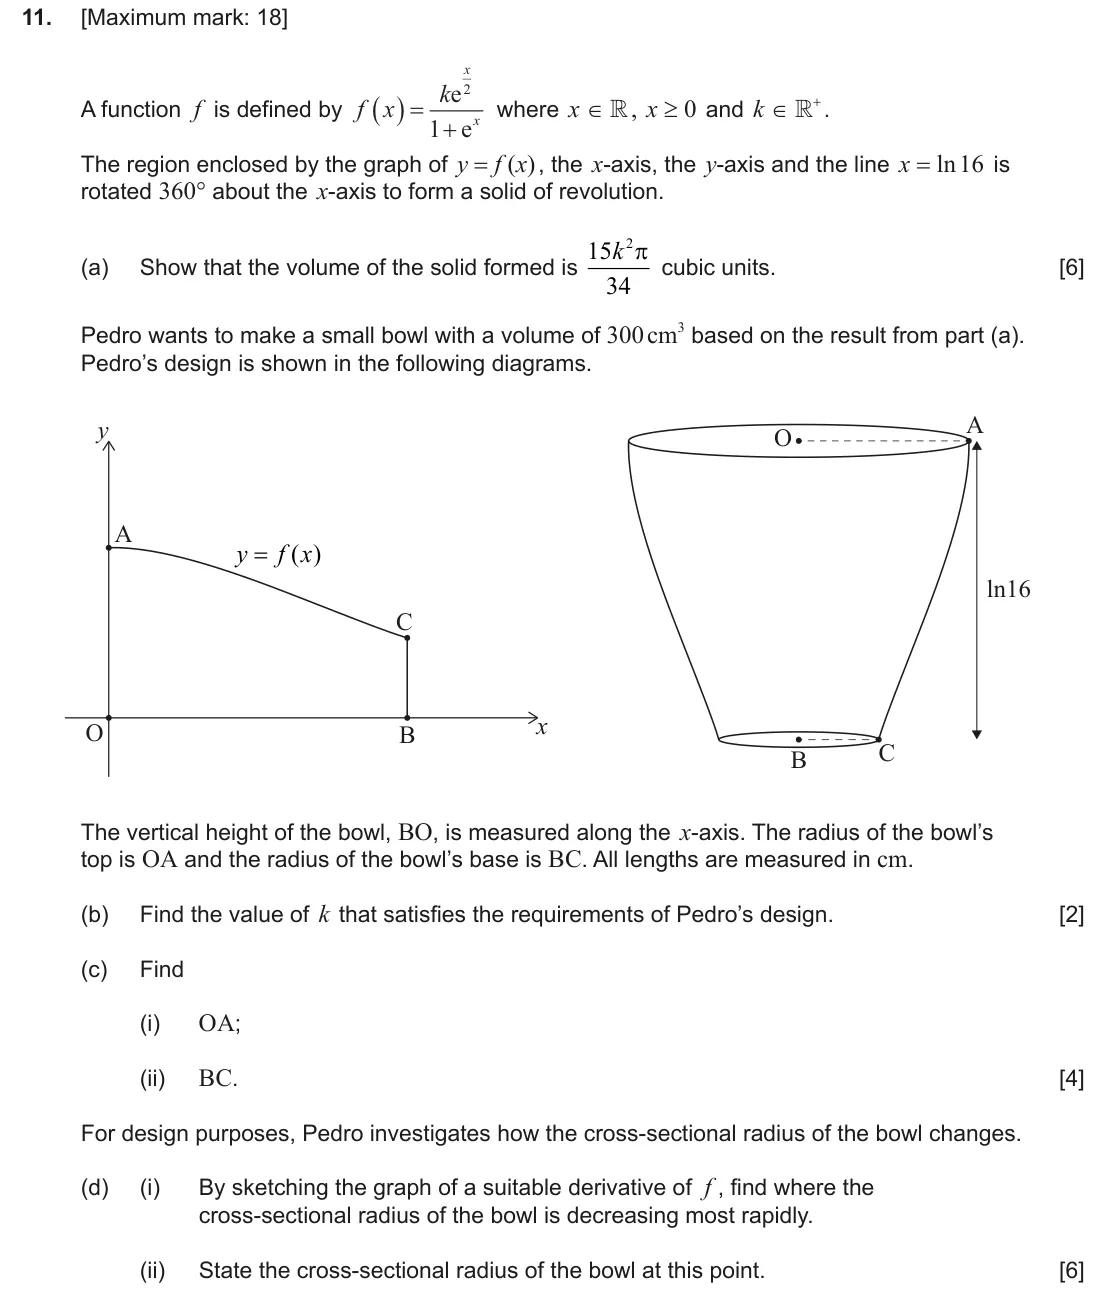 11. [Maximum mark: 18]
A function f is defined by f(x) = ke^(x/2) / (1 + e^x) where x ∈ ℝ, x ≥ 0 and k ∈ ℝ⁺.
The region enclosed by the graph of y = f(x), the x-axis, the y-axis and the line x = ln16 is
rotated 360° about the x-axis to form a solid of revolution.
(a) Show that the volume of the solid formed is 15k²π / 34 cubic units. [6]
Pedro wants to make a small bowl with a volume of 300 cm³ based on the result from part (a).
Pedro’s design is shown in the following diagrams.
y
A
y = f(x)
C
O
B
x
O
A
ln16
B
C
The vertical height of the bowl, BO, is measured along the x-axis. The radius of the bowl’s
top is OA and the radius of the bowl’s base is BC. All lengths are measured in cm.
(b) Find the value of k that satisfies the requirements of Pedro’s design. [2]
(c) Find
(i) OA;
(ii) BC. [4]
For design purposes, Pedro investigates how the cross-sectional radius of the bowl changes.
(d) (i) By sketching the graph of a suitable derivative of f, find where the
cross-sectional radius of the bowl is decreasing most rapidly.
(ii) State the cross-sectional radius of the bowl at this point. [6]